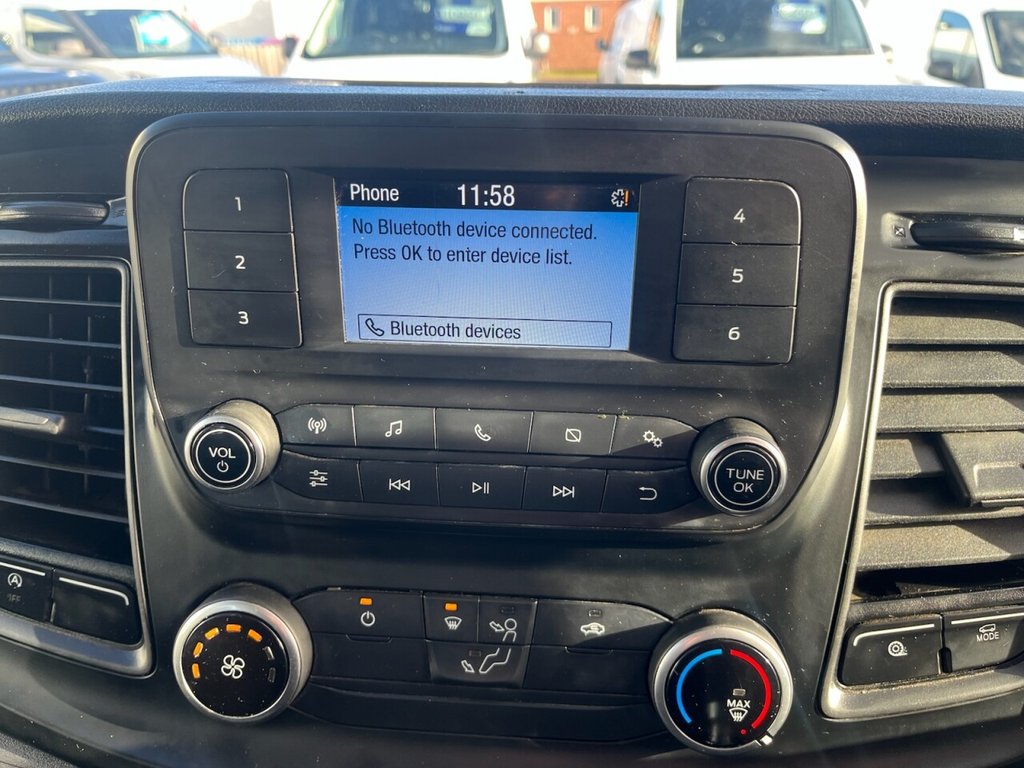 Phone 11:58
No Bluetooth device connected.
Press OK to enter device list.
Bluetooth devices
1
2
3
4
5
6
VOL
TUNE
OK
MAX
MODE